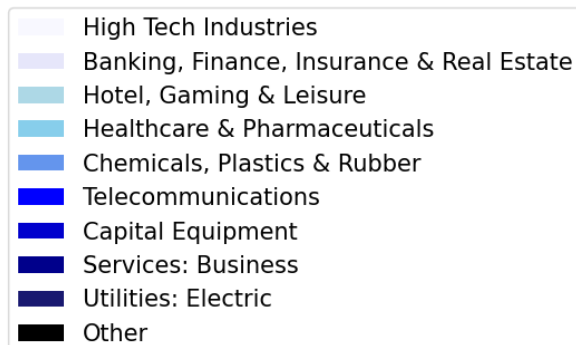 High Tech Industries
Banking, Finance, Insurance & Real Estate
Hotel, Gaming & Leisure
Healthcare & Pharmaceuticals
Chemicals, Plastics & Rubber
Telecommunications
Capital Equipment
Services: Business
Utilities: Electric
Other